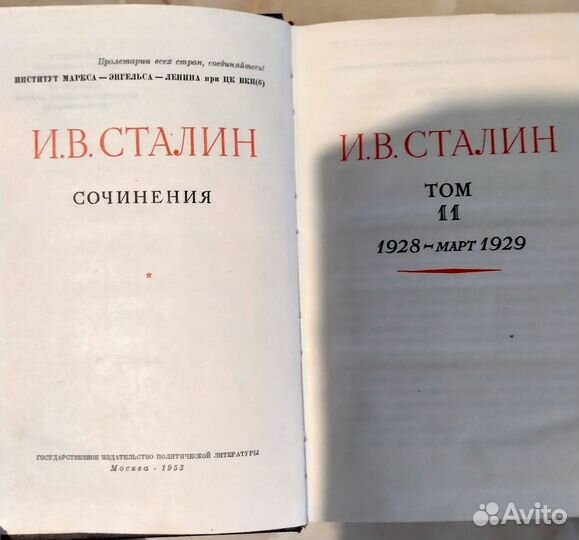 Пролетарии всех стран, соединяйтесь!
ИНСТИТУТ МАРКСА — ЭНГЕЛЬСА — ЛЕНИНА при ЦК ВКП(б)
И.В. СТАЛИН
СОЧИНЕНИЯ
ГОСУДАРСТВЕННОЕ ИЗДАТЕЛЬСТВО ПОЛИТИЧЕСКОЙ ЛИТЕРАТУРЫ
Москва · 1953
И.В. СТАЛИН
ТОМ
11
1928 - МАРТ 1929
Avito